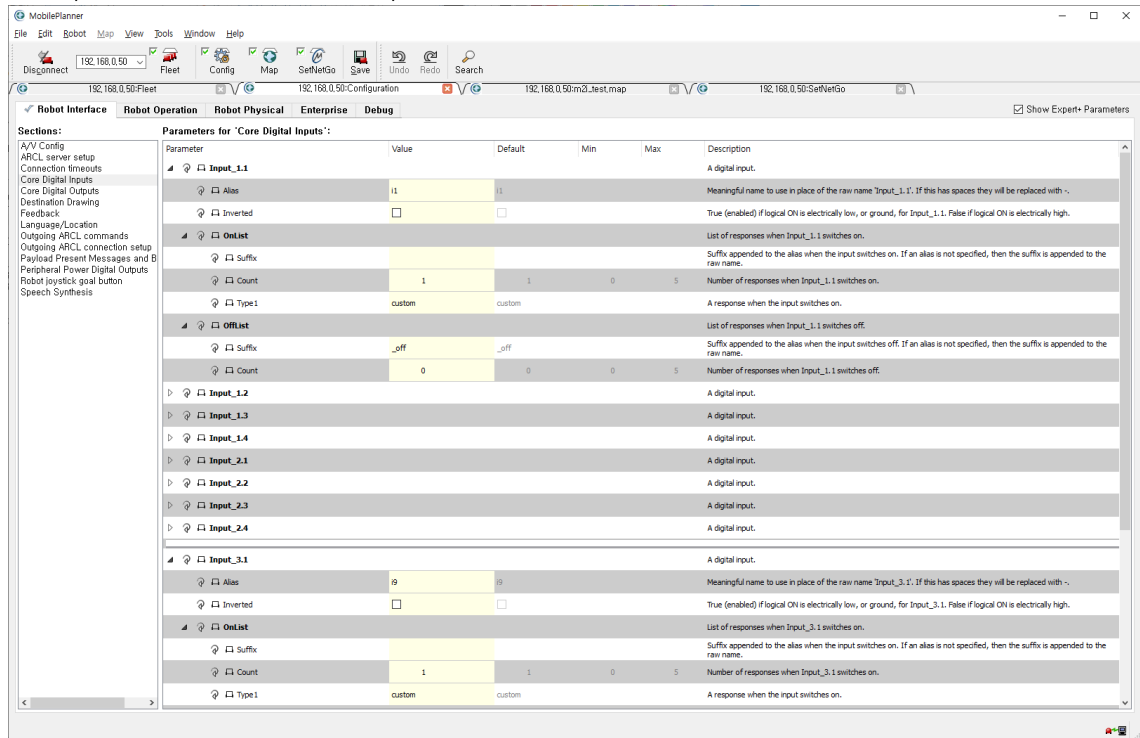 MobilePlanner
File Edit Robot Map View Tools Window Help
Disconnect 192,168,0,50 Fleet Config Map SetNetGo Save Undo Redo Search
192,168,0,50:Fleet 192,168,0,50:Configuration 192,168,0,50:m2i_test,map 192,168,0,50:SetNetGo
Robot Interface Robot Operation Robot Physical Enterprise Debug Show Expert+ Parameters
Sections:
A/V Config
ARCL server setup
Connection timeouts
Core Digital Inputs
Core Digital Outputs
Destination Drawing
Feedback
Language/Location
Outgoing ARCL commands
Outgoing ARCL connection setup
Payload Present Messages and B
Peripheral Power Digital Outputs
Robot joystick goal button
Speech Synthesis
Parameters for 'Core Digital Inputs':
Parameter Value Default Min Max Description
Input_1.1 A digital input.
Alias i1 i1 Meaningful name to use in place of the raw name 'Input_1.1'. If this has spaces they will be replaced with -.
Inverted True (enabled) if logical ON is electrically low, or ground, for Input_1.1. False if logical ON is electrically high.
OnList List of responses when Input_1.1 switches on.
Suffix Suffix appended to the alias when the input switches on. If an alias is not specified, then the suffix is appended to the
raw name.
Count 1 1 0 5 Number of responses when Input_1.1 switches on.
Type1 custom custom A response when the input switches on.
OffList List of responses when Input_1.1 switches off.
Suffix _off _off Suffix appended to the alias when the input switches off. If an alias is not specified, then the suffix is appended to the
raw name.
Count 0 0 0 5 Number of responses when Input_1.1 switches off.
Input_1.2 A digital input.
Input_1.3 A digital input.
Input_1.4 A digital input.
Input_2.1 A digital input.
Input_2.2 A digital input.
Input_2.3 A digital input.
Input_2.4 A digital input.
Input_3.1 A digital input.
Alias i9 i9 Meaningful name to use in place of the raw name 'Input_3.1'. If this has spaces they will be replaced with -.
Inverted True (enabled) if logical ON is electrically low, or ground, for Input_3.1. False if logical ON is electrically high.
OnList List of responses when Input_3.1 switches on.
Suffix Suffix appended to the alias when the input switches on. If an alias is not specified, then the suffix is appended to the
raw name.
Count 1 1 0 5 Number of responses when Input_3.1 switches on.
Type1 custom custom A response when the input switches on.